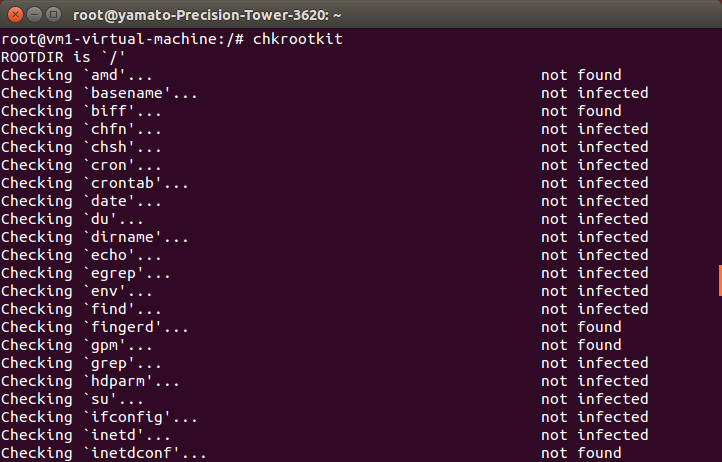 root@yamato-Precision-Tower-3620: ~
root@vm1-virtual-machine:/# chkrootkit
ROOTDIR is `/'
Checking `amd'... not found
Checking `basename'... not infected
Checking `biff'... not found
Checking `chfn'... not infected
Checking `chsh'... not infected
Checking `cron'... not infected
Checking `crontab'... not infected
Checking `date'... not infected
Checking `du'... not infected
Checking `dirname'... not infected
Checking `echo'... not infected
Checking `egrep'... not infected
Checking `env'... not infected
Checking `find'... not infected
Checking `fingerd'... not found
Checking `gpm'... not found
Checking `grep'... not infected
Checking `hdparm'... not infected
Checking `su'... not infected
Checking `ifconfig'... not infected
Checking `inetd'... not infected
Checking `inetdconf'... not found